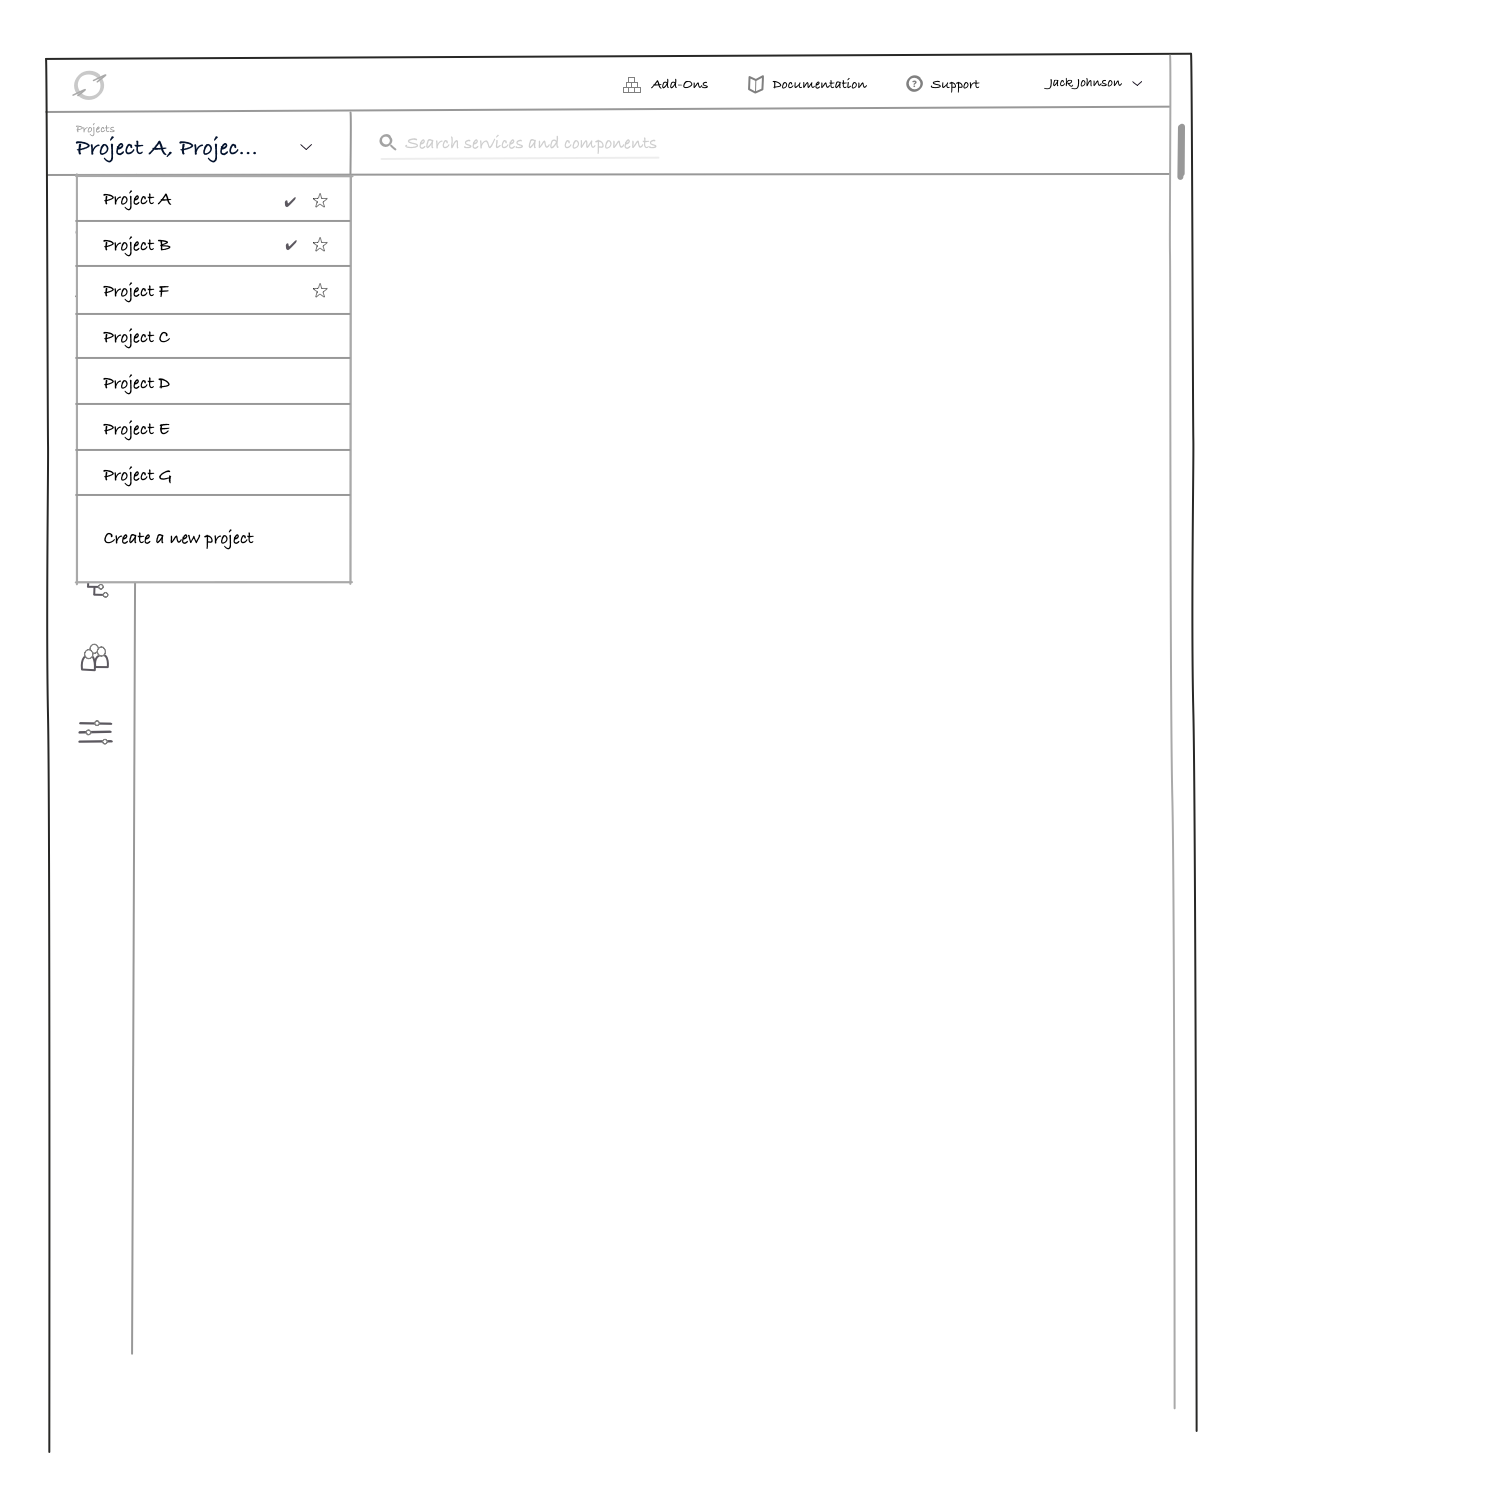 Add-Ons
Documentation
Support
Jack Johnson
Projects
Project A, Projec...
Search services and components
Project A
Project B
Project F
Project C
Project D
Project E
Project G
Create a new project